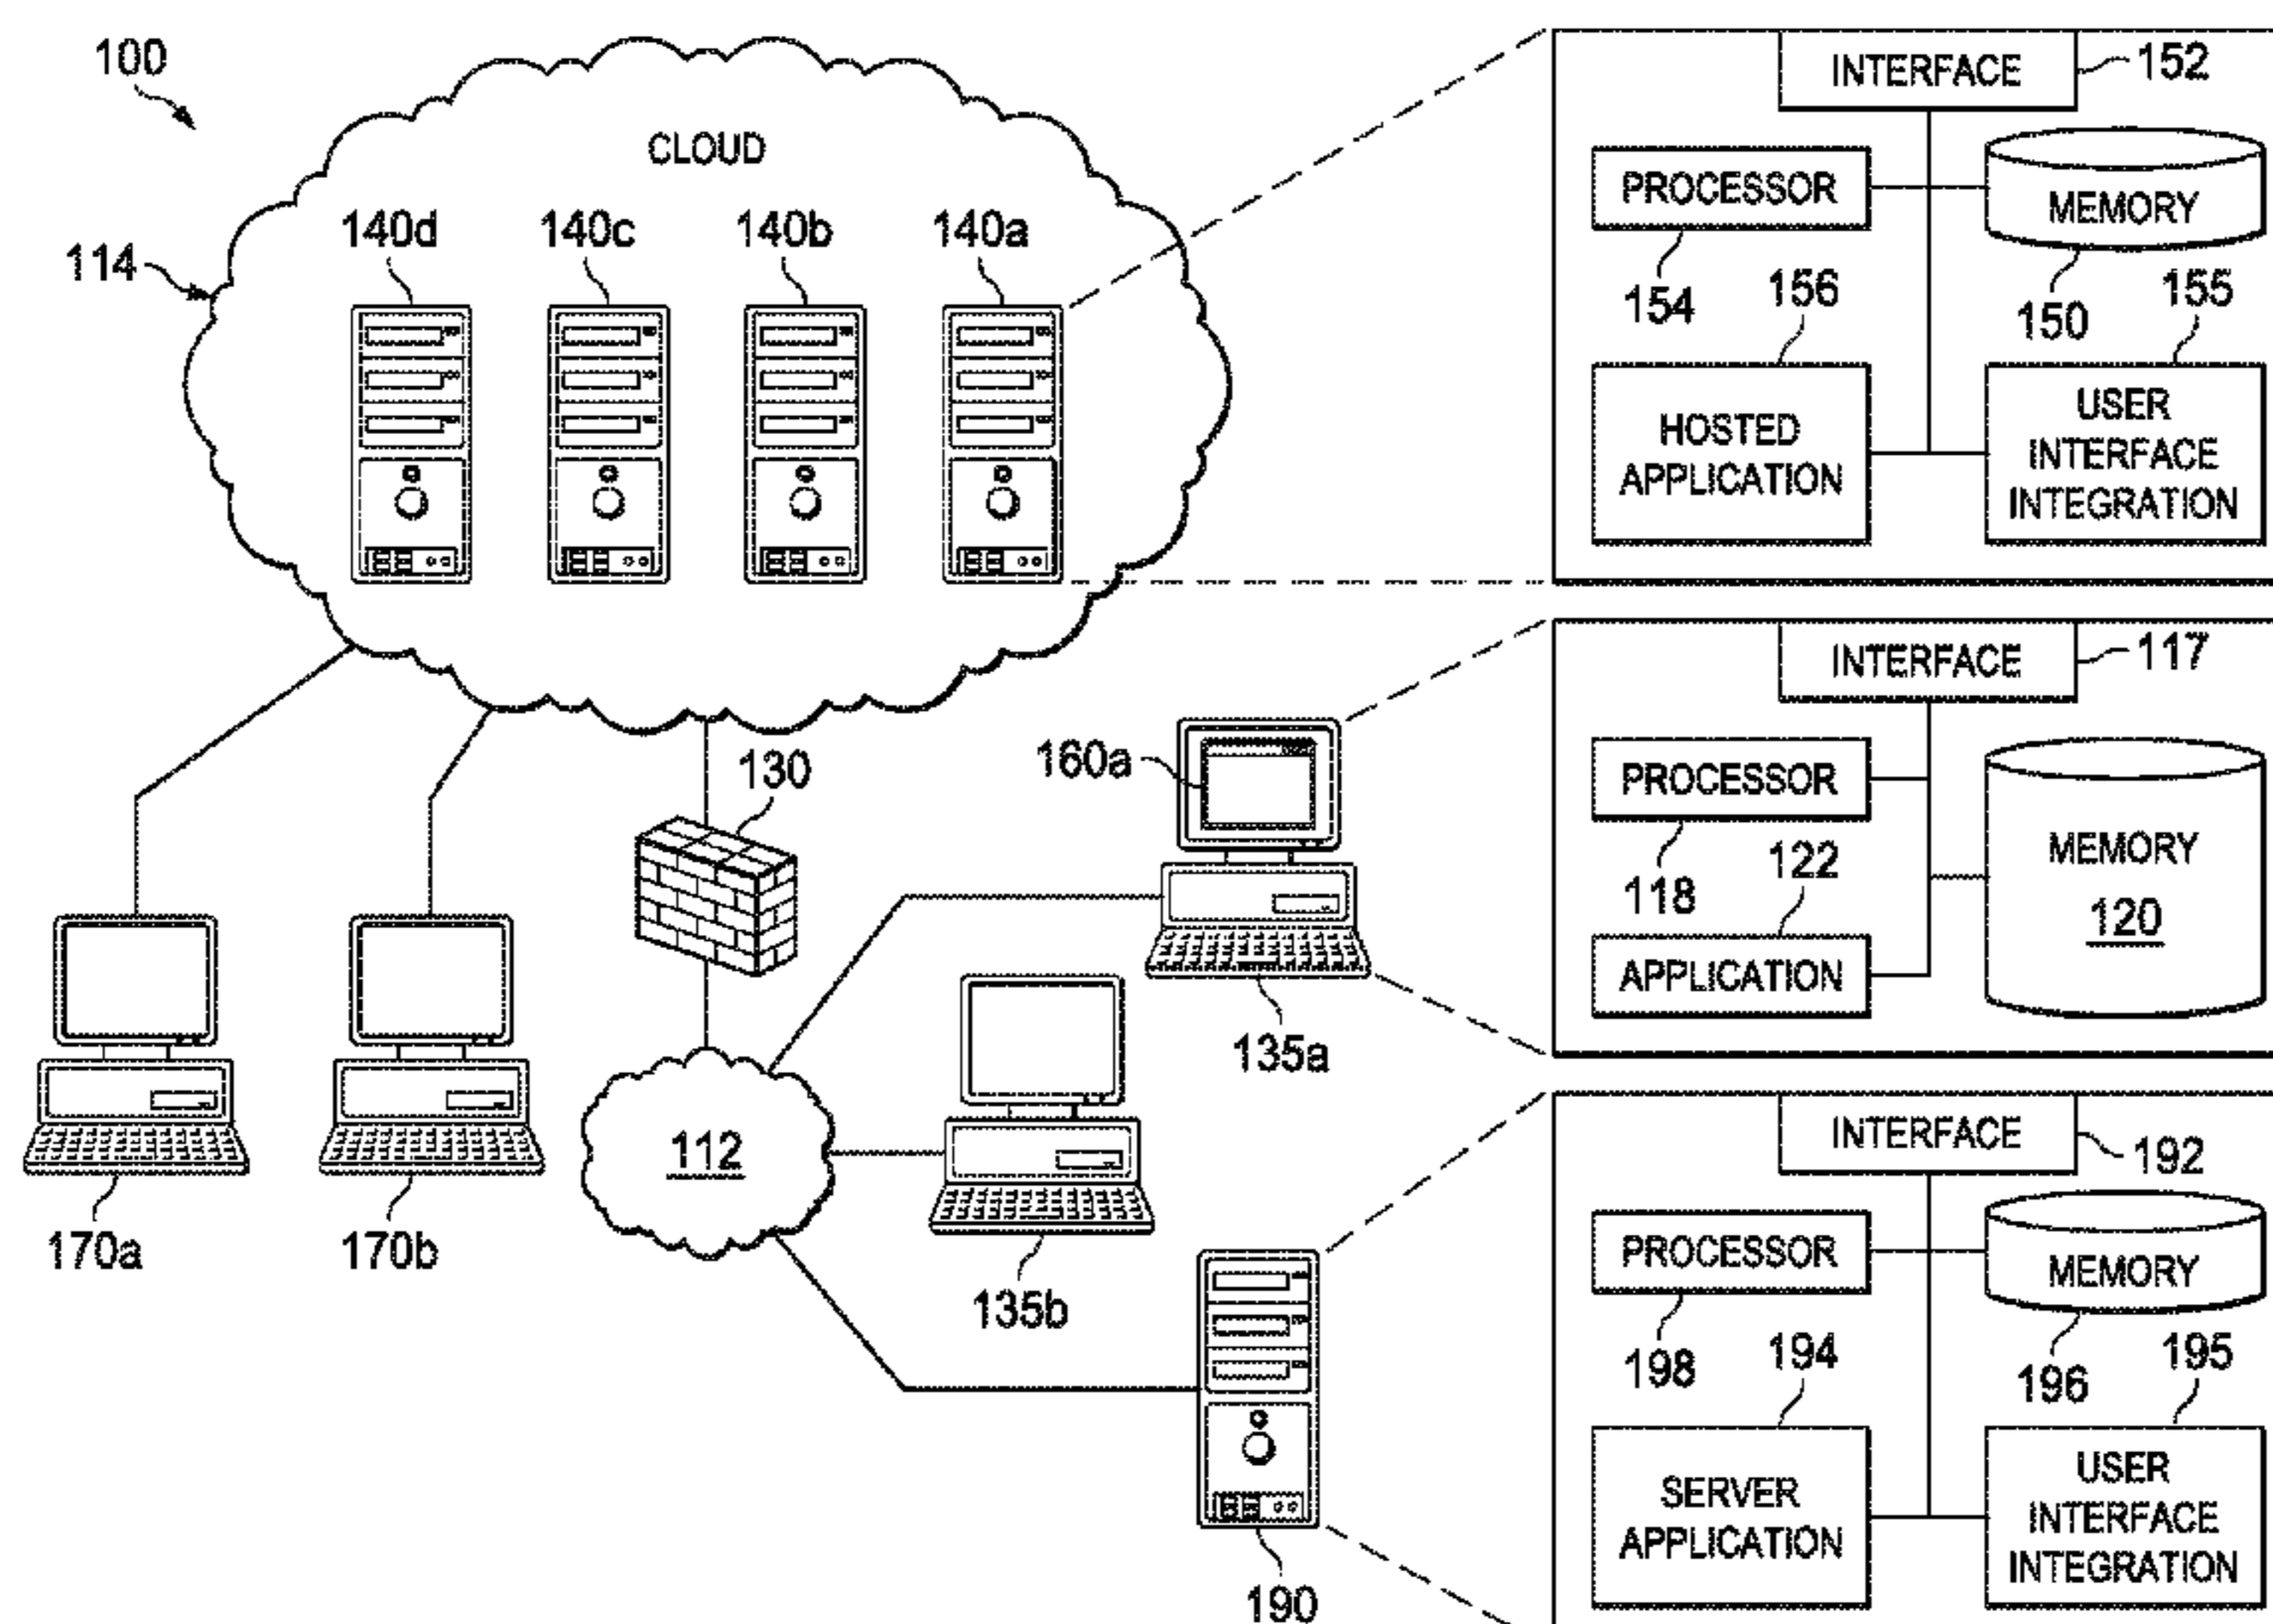 100
CLOUD
114
140d
140c
140b
140a
INTERFACE
152
PROCESSOR
154
MEMORY
150
156
HOSTED
APPLICATION
155
USER
INTERFACE
INTEGRATION
130
160a
135a
INTERFACE
117
PROCESSOR
118
122
APPLICATION
MEMORY
120
170a
170b
112
135b
190
INTERFACE
192
PROCESSOR
198
MEMORY
196
194
SERVER
APPLICATION
195
USER
INTERFACE
INTEGRATION